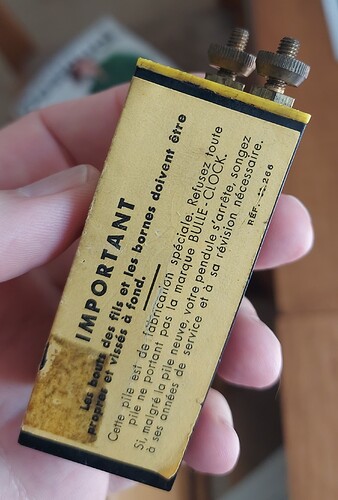 IMPORTANT
Les bouts des fils et les bornes doivent être
propres et vissés à fond.
Cette pile est de fabrication spéciale. Refusez toute
pile ne portant pas la marque BULLE-CLOCK.
Si, malgré la pile neuve, votre pendule s'arrête, songez
à ses années de service et à sa révision nécessaire.
RÉF. 266